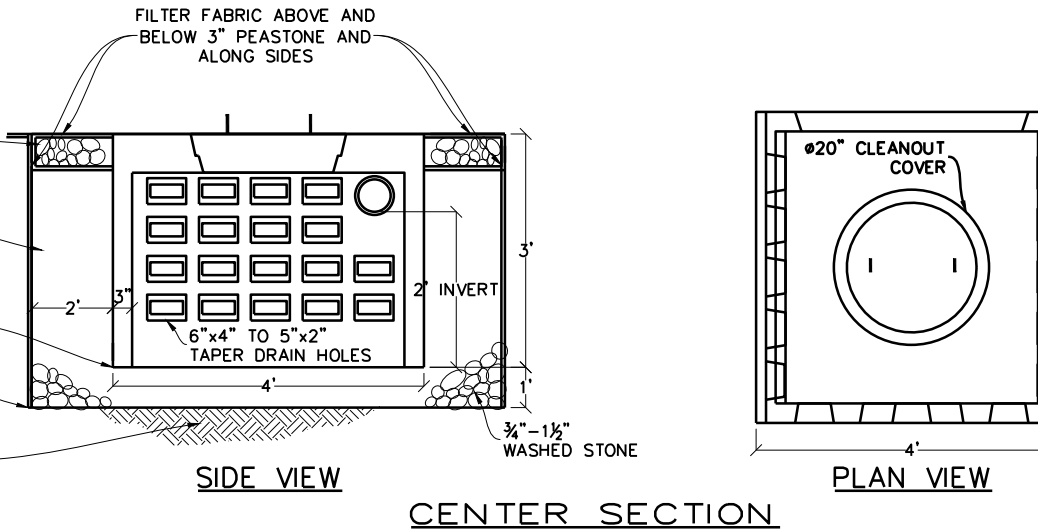 FILTER FABRIC ABOVE AND
BELOW 3" PEASTONE AND
ALONG SIDES
ø20" CLEANOUT
COVER
3'
2' INVERT
3"
2'
6"x4" TO 5"x2"
TAPER DRAIN HOLES
4'
1'
¾"-1½"
WASHED STONE
4'
SIDE VIEW
PLAN VIEW
CENTER SECTION